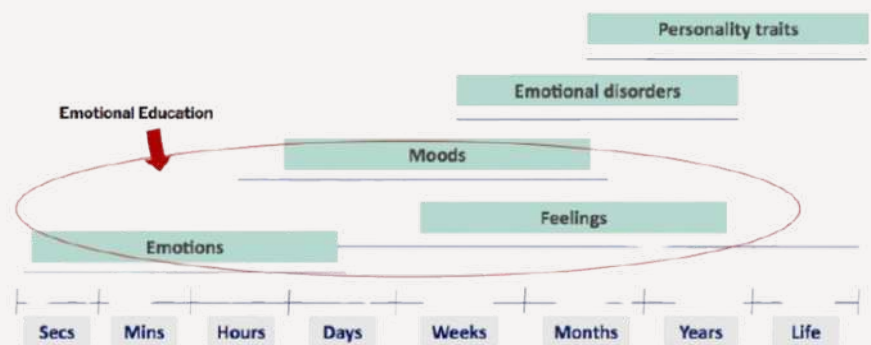 Personality traits
Emotional disorders
Emotional Education
Moods
Feelings
Emotions
Secs Mins Hours Days Weeks Months Years Life